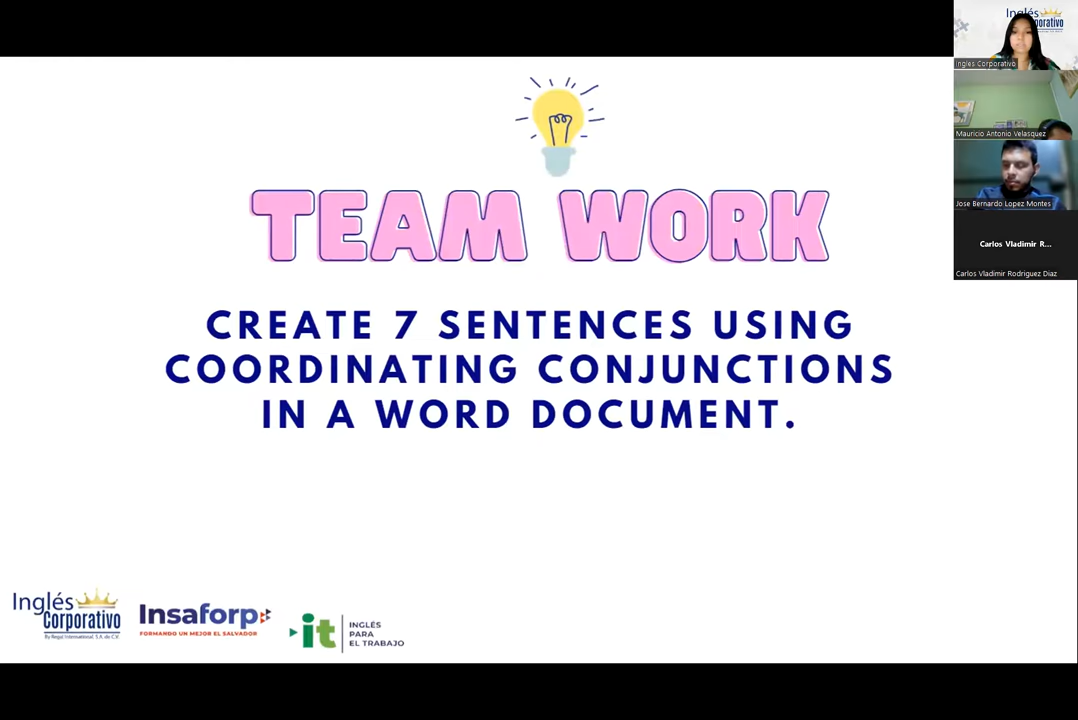 TEAM WORK
CREATE 7 SENTENCES USING
COORDINATING CONJUNCTIONS
IN A WORD DOCUMENT.
Inglés
Corporativo
By Regal International, S.A. de C.V.
Insaforp
FORMANDO UN MEJOR EL SALVADOR
it
INGLÉS
PARA
EL TRABAJO
Inglés
Corporativo
Ingles Corporativo
Mauricio Antonio Velasquez
Jose Bernardo Lopez Montes
Carlos Vladimir R...
Carlos Vladimir Rodriguez Diaz